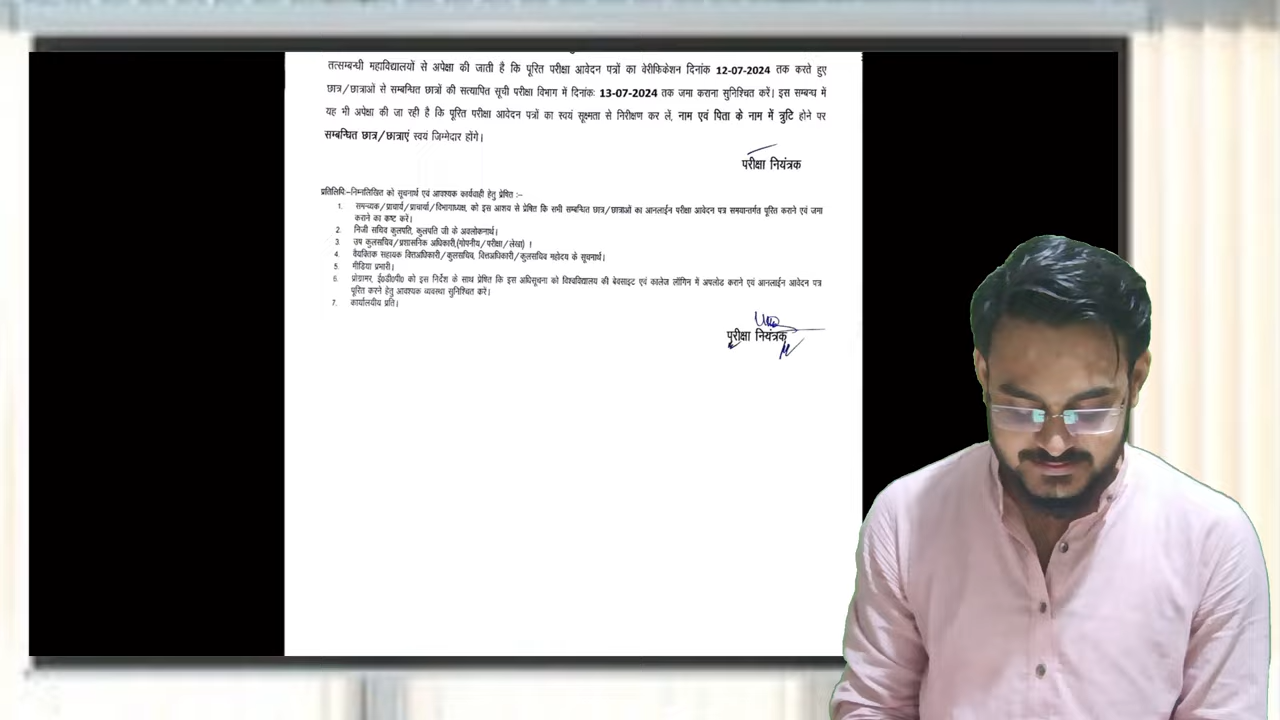 तत्सम्बन्धी महाविद्यालयों से अपेक्षा की जाती है कि पूरित परीक्षा आवेदन पत्रों का वेरीफिकेशन दिनांक 12-07-2024 तक करते हुए
छात्र/छात्राओं से सम्बन्धित छात्रों की सत्यापित सूची परीक्षा विभाग में दिनांकः 13-07-2024 तक जमा कराना सुनिश्चित करें। इस सम्बन्ध में
यह भी अपेक्षा की जा रही है कि पूरित परीक्षा आवेदन पत्रों का स्वयं सूक्ष्मता से निरीक्षण कर लें, नाम एवं पिता के नाम में त्रुटि होने पर
सम्बन्धित छात्र/छात्राएं स्वयं जिम्मेदार होंगे।
परीक्षा नियंत्रक
प्रतिलिपिः–निम्नलिखित को सूचनार्थ एवं आवश्यक कार्यवाही हेतु प्रेषित :–
1. समन्वयक/प्राचार्य/प्राचार्या/विभागाध्यक्ष, को इस आशय से प्रेषित कि सभी सम्बन्धित छात्र/छात्राओं का आनलाईन परीक्षा आवेदन पत्र समयान्तर्गत पूरित कराने एवं जमा
कराने का कष्ट करें।
2. निजी सचिव कुलपति, कुलपति जी के अवलोकनार्थ।
3. उप कुलसचिव/प्रशासनिक अधिकारी,(गोपनीय/परीक्षा/लेखा) ।
4. वैयक्तिक सहायक वित्तअधिकारी/कुलसचिव, वित्तअधिकारी/कुलसचिव महोदय के सूचनार्थ।
5. मीडिया प्रभारी।
6. प्रोग्रामर, ई0डी0पी0 को इस निर्देश के साथ प्रेषित कि इस अधिसूचना को विश्वविद्यालय की बेवसाइट एवं कालेज लॉगिन में अपलोड कराने एवं आनलाईन आवेदन पत्र
पूरित करने हेतु आवश्यक व्यवस्था सुनिश्चित करें।
7. कार्यालयीय प्रति।
परीक्षा नियंत्रक